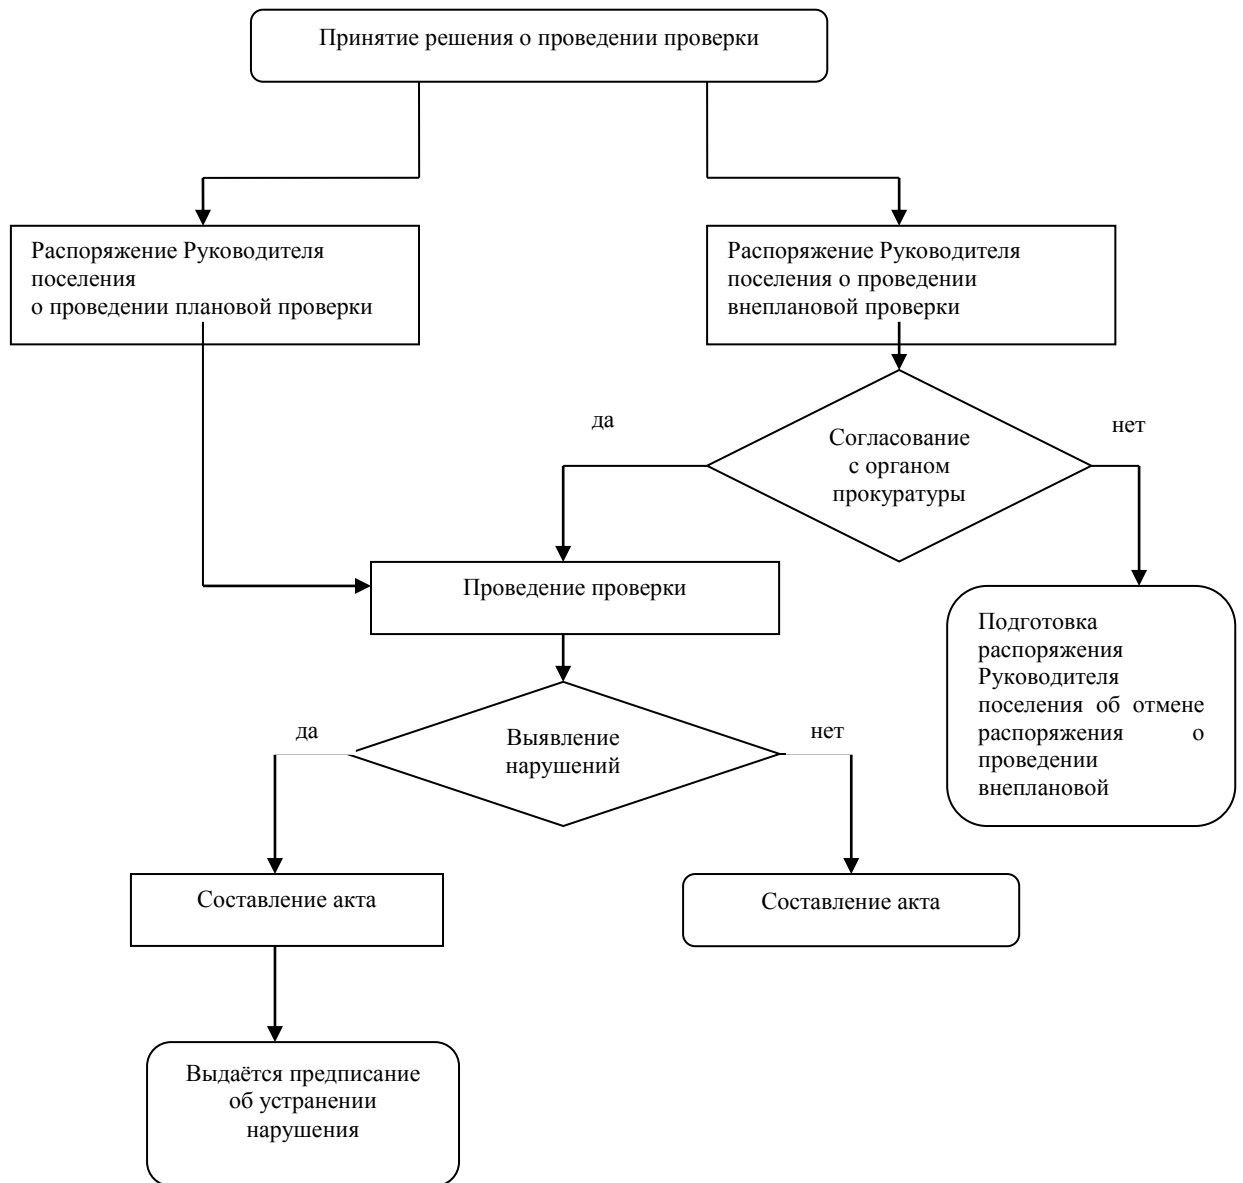 Принятие решения о проведении проверки
Распоряжение Руководителя
поселения
о проведении плановой проверки
Распоряжение Руководителя
поселения о проведении
внеплановой проверки
да
нет
Согласование
с органом
прокуратуры
Проведение проверки
Подготовка
распоряжения
Руководителя
поселения об отмене
распоряжения о
проведении
внеплановой
да
нет
Выявление
нарушений
Составление акта
Составление акта
Выдаётся предписание
об устранении
нарушения